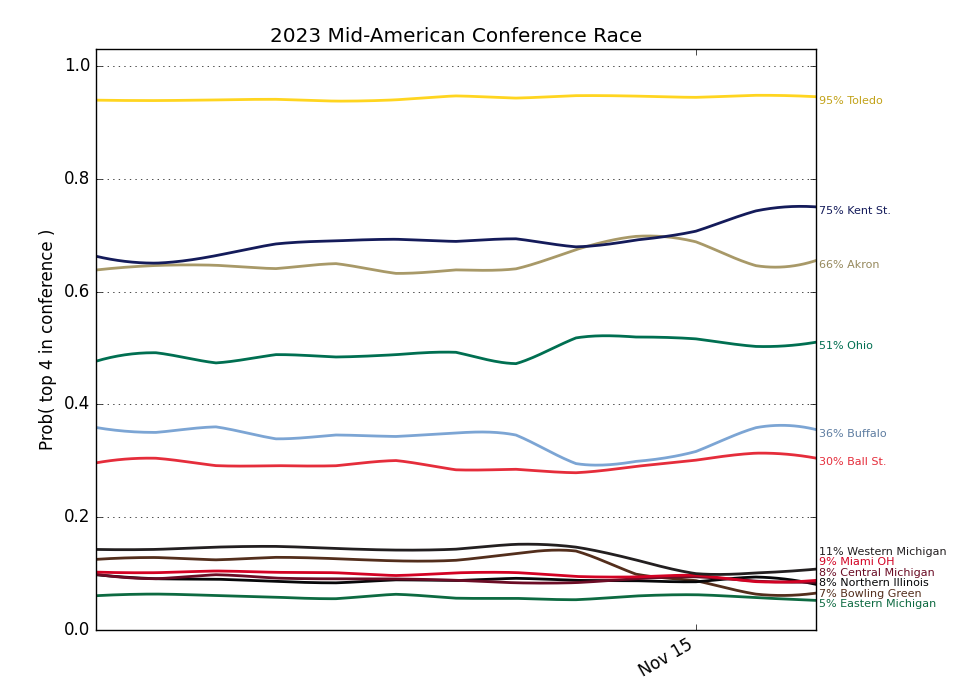 2023 Mid-American Conference Race
Prob( top 4 in conference )
1.0
0.8
0.6
0.4
0.2
0.0
Nov 15
95% Toledo
75% Kent St.
66% Akron
51% Ohio
36% Buffalo
30% Ball St.
11% Western Michigan
9% Miami OH
8% Central Michigan
8% Northern Illinois
7% Bowling Green
5% Eastern Michigan